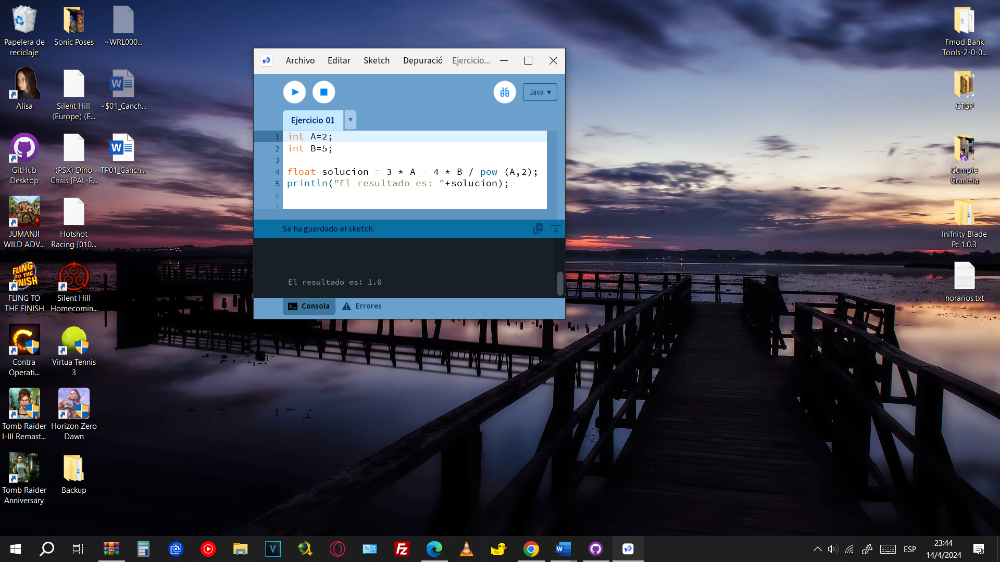 Papelera de
reciclaje
Sonic Poses
~WRL000...
Alisa
Silent Hill
(Europe) (E...
~$01_Canch...
GitHub
Desktop
(PSX) Dino
Crisis [PAL-E...
TP01_Canch...
JUMANJI
WILD ADV...
Hotshot
Racing [010...
FLING TO
THE FINISH
Silent Hill
Homecomin...
Contra
Operati...
Virtua Tennis
3
Tomb Raider
I-III Remast...
Horizon Zero
Dawn
Tomb Raider
Anniversary
Backup
Archivo Editar Sketch Depuració Ejercicio...
Java ▾
Ejercicio 01 ▾
1 int A=2;
2 int B=5;
3
4 float solucion = 3 * A - 4 * B / pow (A,2);
5 println("El resultado es: "+solucion);
6
7
Se ha guardado el sketch.
El resultado es: 1.0
Consola Errores
Fmod Bank
Tools-2-0-0...
CTGP
Cumple
Graciela
Inifnity Blade
Pc 1.0.3
horarios.txt
FLING
TO THE
FINISH
ESP
23:44
14/4/2024